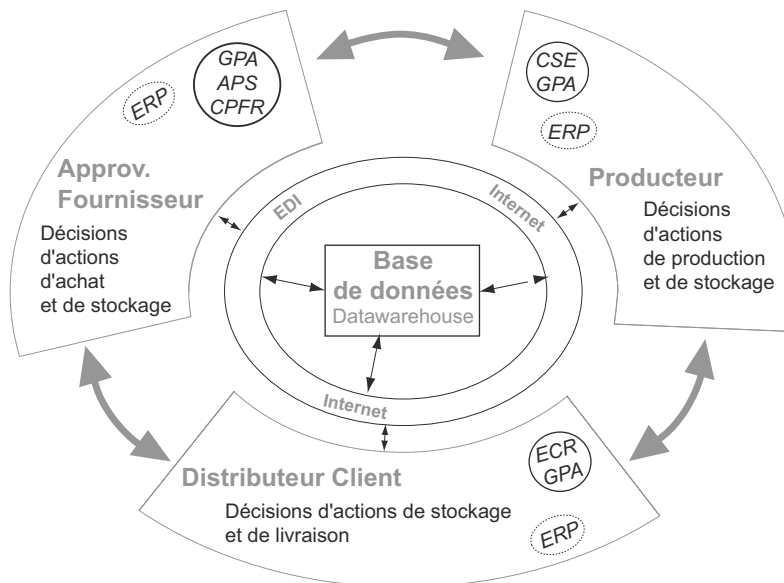 GPA
APS
CPFR
ERP
Approv.
Fournisseur
Décisions
d'actions
d'achat
et de stockage
CSE
GPA
ERP
Producteur
Décisions
d'actions
de production
et de stockage
EDI
Internet
Base
de données
Datawarehouse
Internet
Distributeur Client
Décisions d'actions de stockage
et de livraison
ECR
GPA
ERP